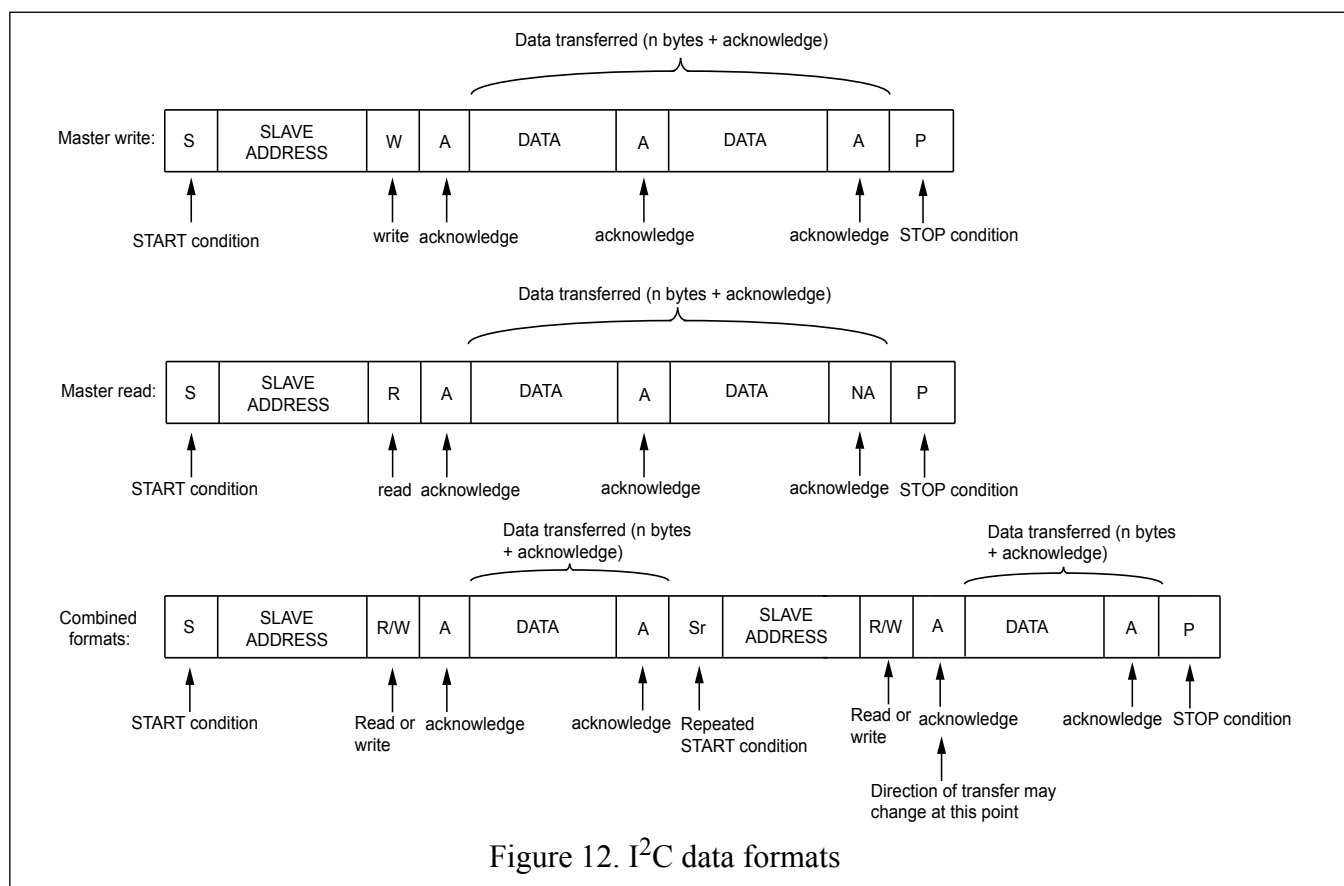 Data transferred (n bytes + acknowledge)
Master write:
S
SLAVE
ADDRESS
W
A
DATA
A
DATA
A
P
START condition
write
acknowledge
acknowledge
acknowledge
STOP condition
Data transferred (n bytes + acknowledge)
Master read:
S
SLAVE
ADDRESS
R
A
DATA
A
DATA
NA
P
START condition
read
acknowledge
acknowledge
acknowledge
STOP condition
Data transferred (n bytes
+ acknowledge)
Data transferred (n bytes
+ acknowledge)
Combined
formats:
S
SLAVE
ADDRESS
R/W
A
DATA
A
Sr
SLAVE
ADDRESS
R/W
A
DATA
A
P
START condition
Read or
write
acknowledge
acknowledge
Repeated
START condition
Read or
write
acknowledge
acknowledge
STOP condition
Direction of transfer may
change at this point
Figure 12. I²C data formats